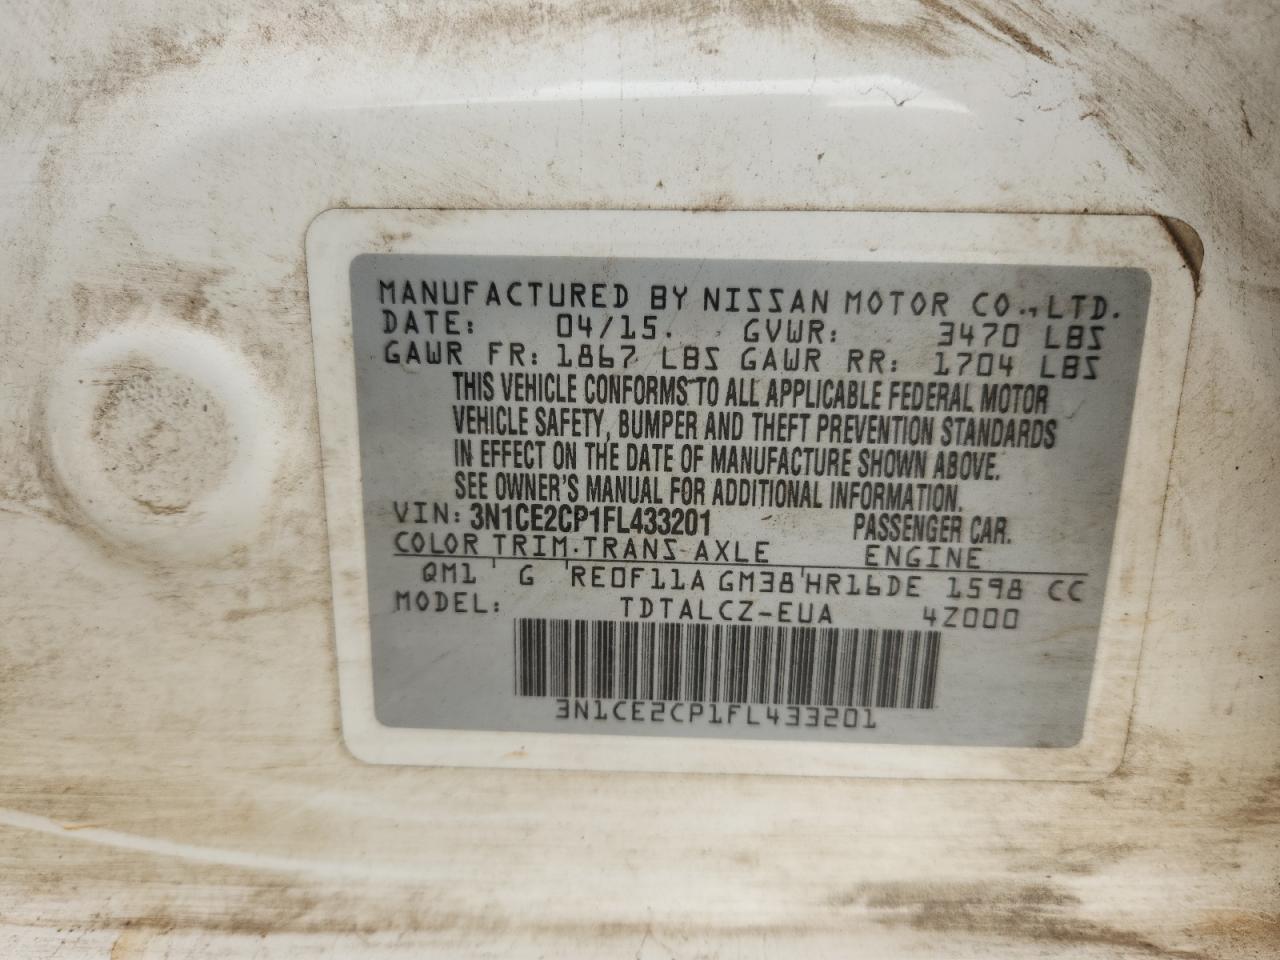 MANUFACTURED BY NISSAN MOTOR CO., LTD.
DATE: 04/15. GVWR: 3470 LBS
GAWR FR: 1867 LBS GAWR RR: 1704 LBS
THIS VEHICLE CONFORMS TO ALL APPLICABLE FEDERAL MOTOR
VEHICLE SAFETY, BUMPER AND THEFT PREVENTION STANDARDS
IN EFFECT ON THE DATE OF MANUFACTURE SHOWN ABOVE.
SEE OWNER'S MANUAL FOR ADDITIONAL INFORMATION.
VIN: 3N1CE2CP1FL433201 PASSENGER CAR.
COLOR TRIM TRANS AXLE ENGINE
QM1 G RE0F11A GM38 HR16DE 1598 CC
MODEL: TDTALCZ-EUA 4Z000
3N1CE2CP1FL433201